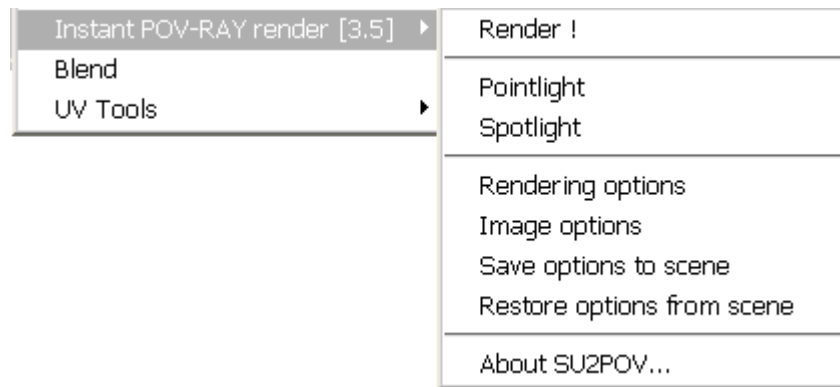 Instant POV-RAY render [3.5]
Blend
UV Tools
Render !
Pointlight
Spotlight
Rendering options
Image options
Save options to scene
Restore options from scene
About SU2POV...